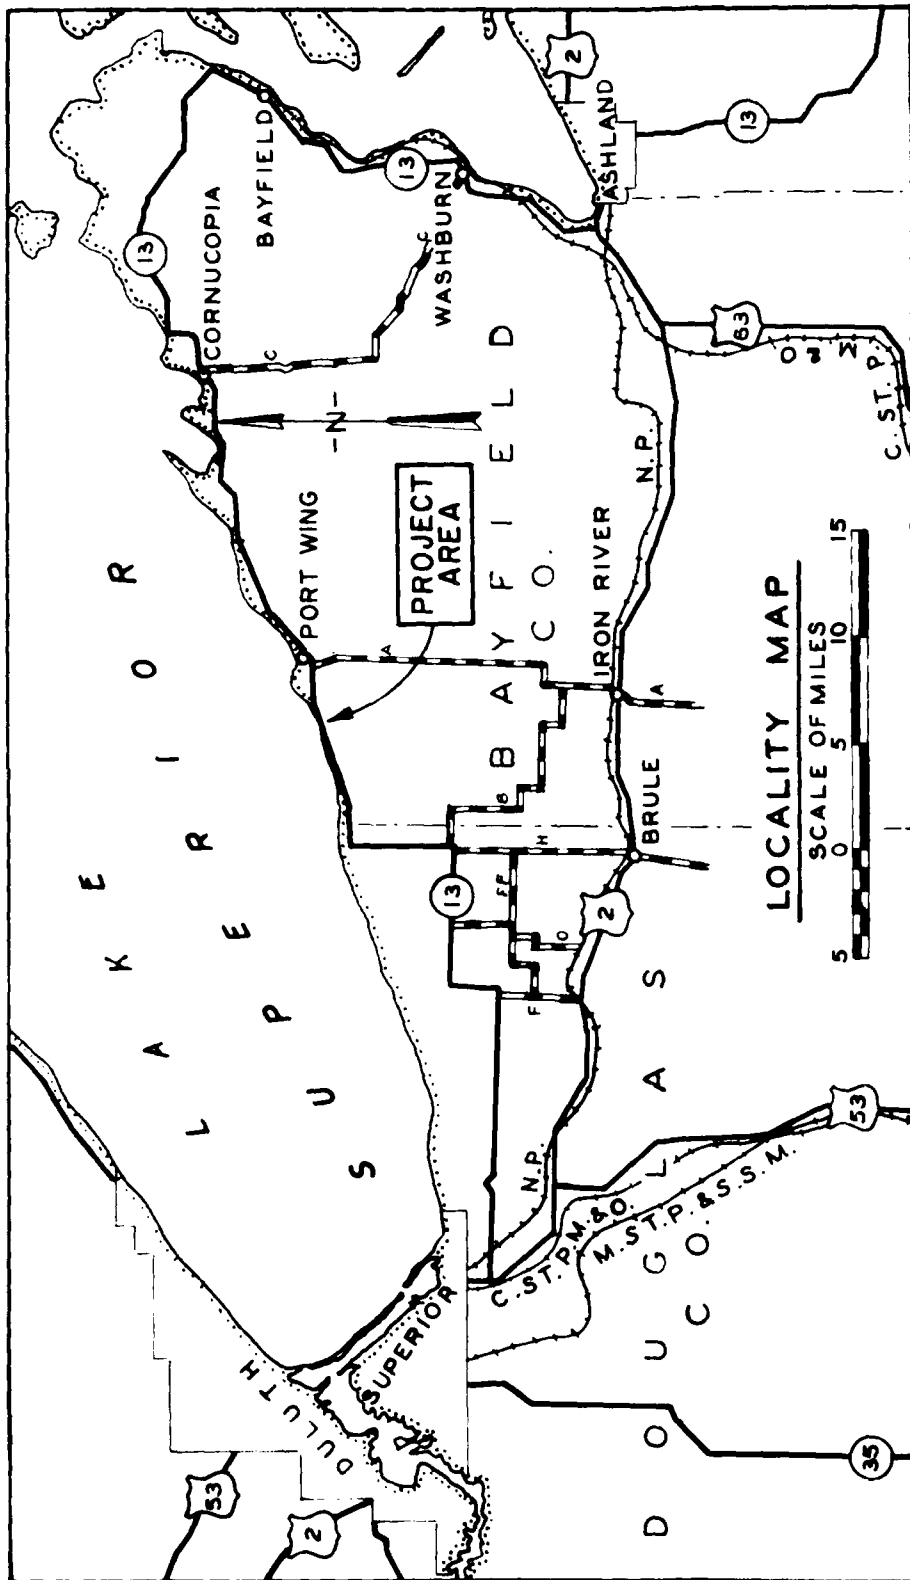 LAKE
SUPERIOR
DULUTH
SUPERIOR
53
2
35
53
N.P.
C. ST. P. M. & O.
M. ST. P. & S. S. M.
DOUGLAS
CO.
13
F
FF
O
H
B
2
BRULE
PORT WING
A
IRON RIVER
A
BAYFIELD
CO.
PROJECT
AREA
-N-
CORNUCOPIA
C
C
13
BAYFIELD
13
WASHBURN
2
ASHLAND
13
63
N.P.
C. ST. P.
M & O
LOCALITY MAP
SCALE OF MILES
5 0 5 10 15